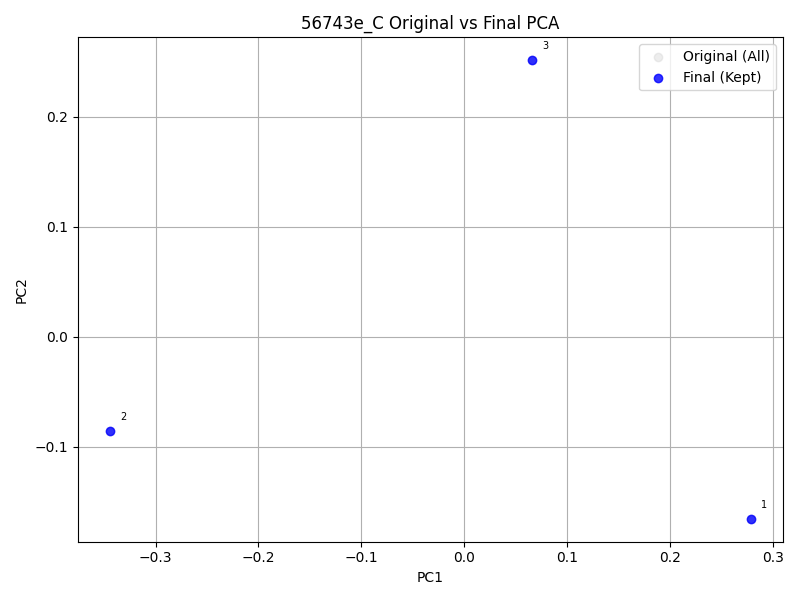 56743e_C Original vs Final PCA
3
Original (All)
Final (Kept)
0.2
0.1
PC2
0.0
2
−0.1
1
−0.3
−0.2
−0.1
0.0
0.1
0.2
0.3
PC1